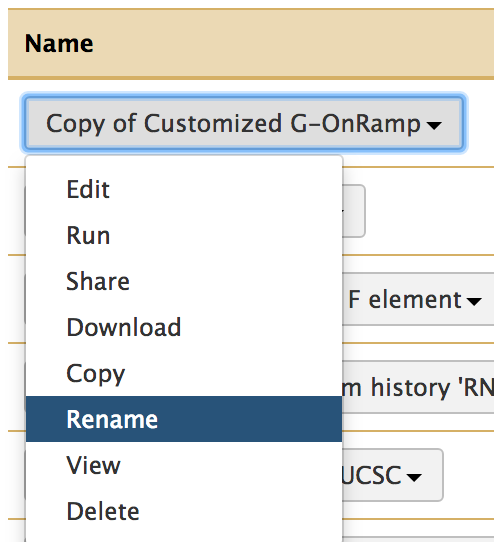 Name
Copy of Customized G-OnRamp
Edit
Run
Share
F element
Download
Copy
m history 'RN
Rename
View
UCSC
Delete